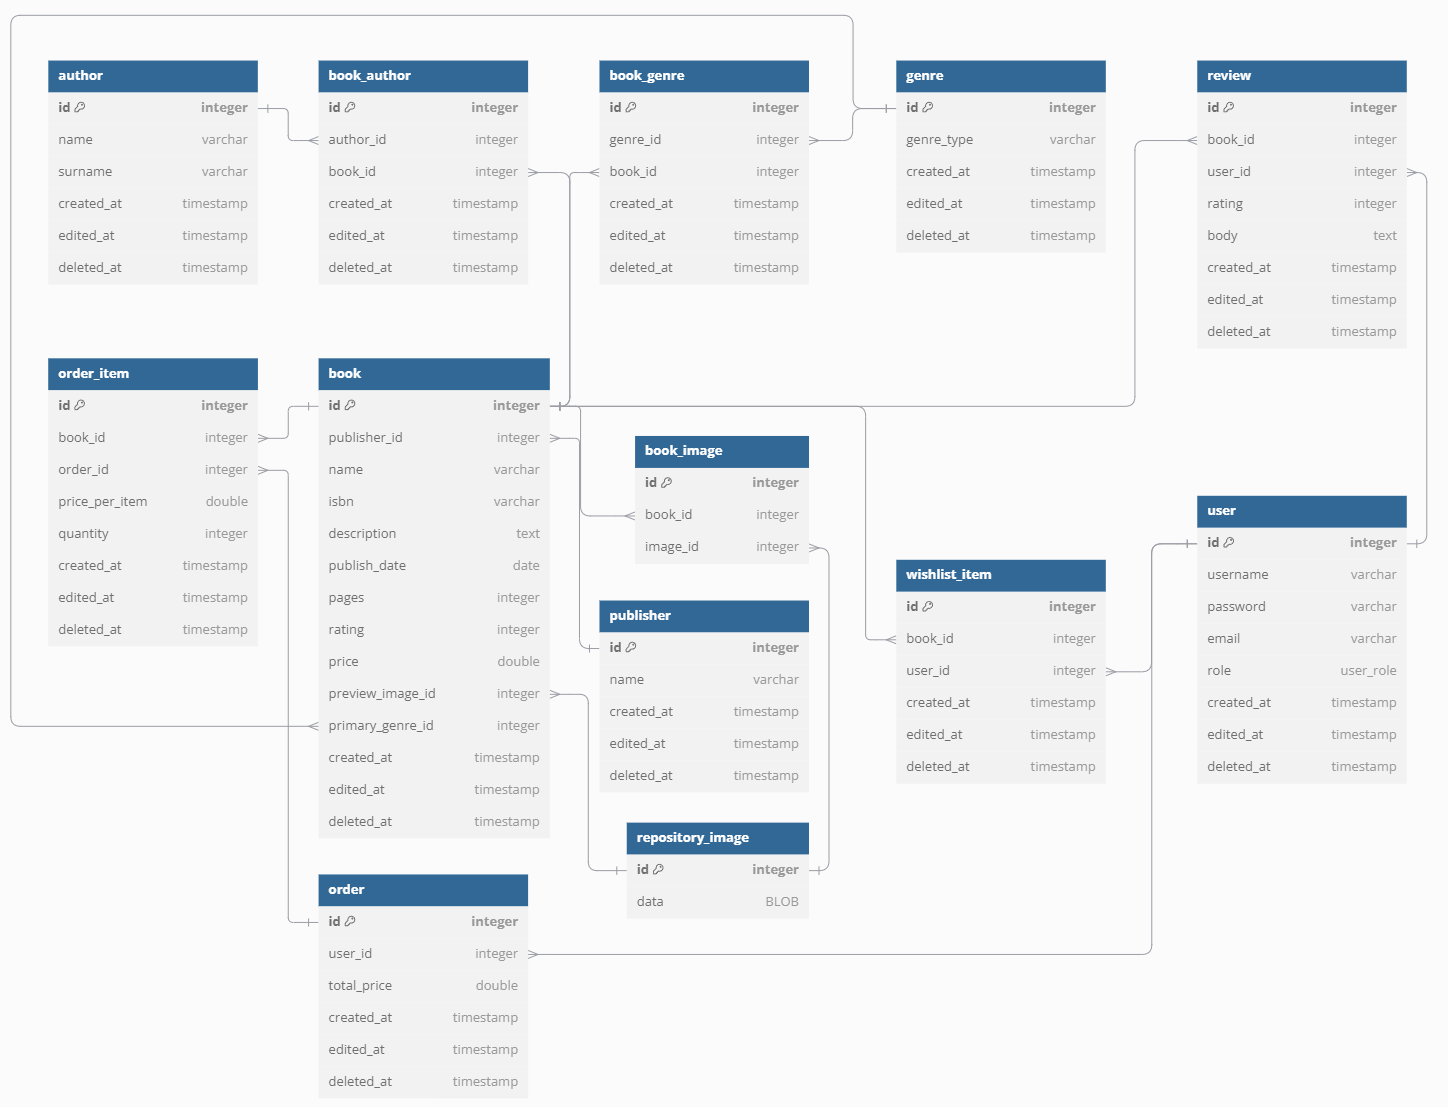 author
id integer
name varchar
surname varchar
created_at timestamp
edited_at timestamp
deleted_at timestamp
book_author
id integer
author_id integer
book_id integer
created_at timestamp
edited_at timestamp
deleted_at timestamp
book_genre
id integer
genre_id integer
book_id integer
created_at timestamp
edited_at timestamp
deleted_at timestamp
genre
id integer
genre_type varchar
created_at timestamp
edited_at timestamp
deleted_at timestamp
review
id integer
book_id integer
user_id integer
rating integer
body text
created_at timestamp
edited_at timestamp
deleted_at timestamp
order_item
id integer
book_id integer
order_id integer
price_per_item double
quantity integer
created_at timestamp
edited_at timestamp
deleted_at timestamp
book
id integer
publisher_id integer
name varchar
isbn varchar
description text
publish_date date
pages integer
rating integer
price double
preview_image_id integer
primary_genre_id integer
created_at timestamp
edited_at timestamp
deleted_at timestamp
book_image
id integer
book_id integer
image_id integer
publisher
id integer
name varchar
created_at timestamp
edited_at timestamp
deleted_at timestamp
repository_image
id integer
data BLOB
wishlist_item
id integer
book_id integer
user_id integer
created_at timestamp
edited_at timestamp
deleted_at timestamp
user
id integer
username varchar
password varchar
email varchar
role user_role
created_at timestamp
edited_at timestamp
deleted_at timestamp
order
id integer
user_id integer
total_price double
created_at timestamp
edited_at timestamp
deleted_at timestamp